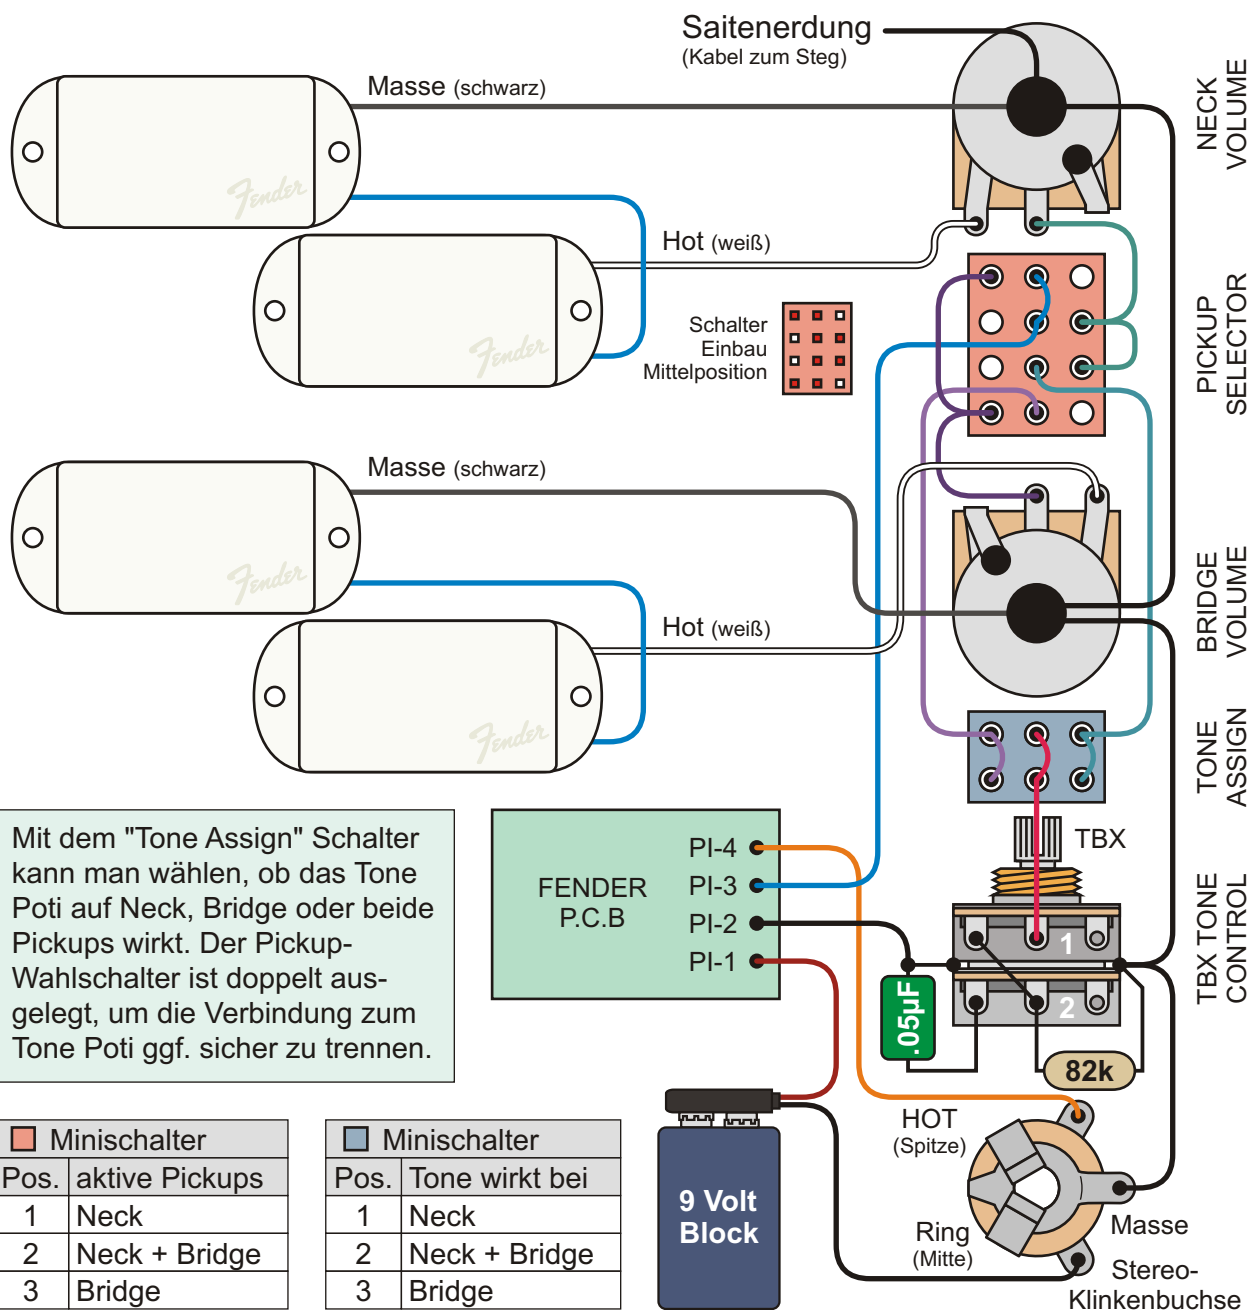 Saitenerdung
(Kabel zum Steg)
Masse (schwarz)
NECK
VOLUME
Fender
Hot (weiß)
Fender
Schalter
Einbau
Mittelposition
PICKUP
SELECTOR
Masse (schwarz)
Fender
Hot (weiß)
Fender
BRIDGE
VOLUME
TONE
ASSIGN
Mit dem "Tone Assign" Schalter
kann man wählen, ob das Tone
Poti auf Neck, Bridge oder beide
Pickups wirkt. Der Pickup-
Wahlschalter ist doppelt aus-
gelegt, um die Verbindung zum
Tone Poti ggf. sicher zu trennen.
FENDER
P.C.B
PI-4
PI-3
PI-2
PI-1
TBX
1
2
TBX TONE
CONTROL
.05µF
82k
HOT
(Spitze)
Ring
(Mitte)
Masse
Stereo-
Klinkenbuchse
9 Volt
Block
Minischalter
Pos. aktive Pickups
1 Neck
2 Neck + Bridge
3 Bridge
Minischalter
Pos. Tone wirkt bei
1 Neck
2 Neck + Bridge
3 Bridge